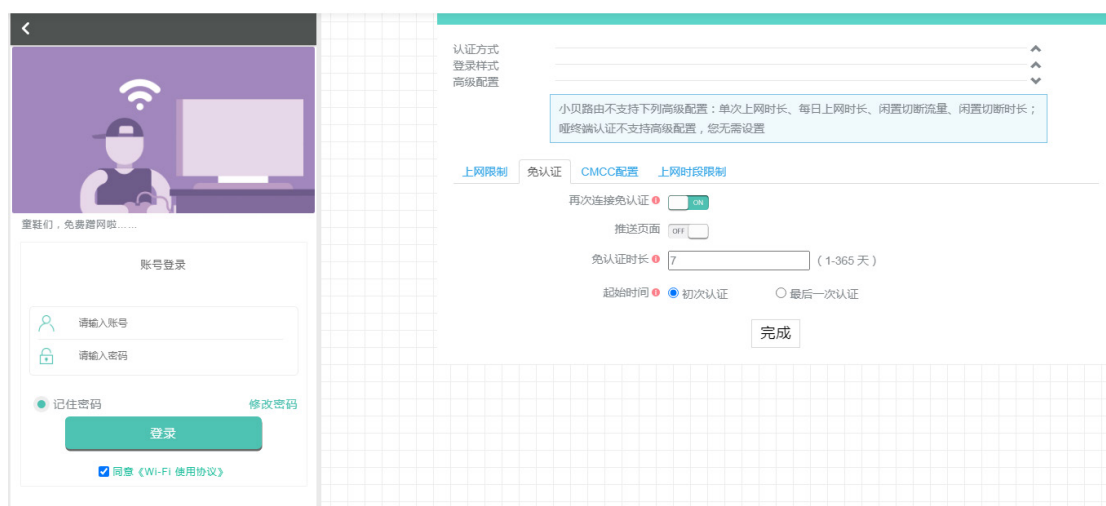 童鞋们，免费蹭网啦……
账号登录
请输入账号
请输入密码
记住密码
修改密码
登录
同意《Wi-Fi 使用协议》
认证方式
登录样式
高级配置
小贝路由不支持下列高级配置：单次上网时长、每日上网时长、闲置切断流量、闲置切断时长；
哑终端认证不支持高级配置，您无需设置
上网限制 免认证 CMCC配置 上网时段限制
再次连接免认证 ON
推送页面 OFF
免认证时长 7 （1-365 天）
起始时间 初次认证 最后一次认证
完成